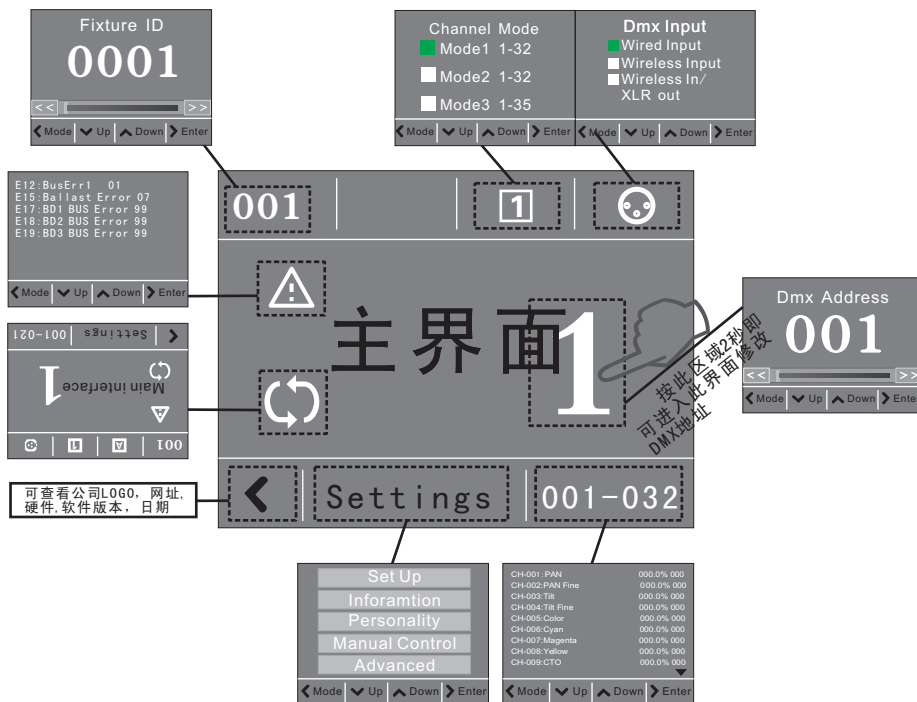 Fixture ID
0001
<< >>
Mode Up Down Enter
Channel Mode
Mode1 1-32
Mode2 1-32
Mode3 1-35
Mode Up Down Enter
Dmx Input
Wired Input
Wireless Input
Wireless In/
XLR out
Mode Up Down Enter
E12:BusErr1 01
E15:Ballast Error 07
E17:BD1 BUS Error 99
E18:BD2 BUS Error 99
E19:BD3 BUS Error 99
Mode Up Down Enter
001 1
主界面
1
按此区域2秒即
可进入此界面修改
DMX地址
Settings 001-032
Dmx Address
001
<< >>
Mode Up Down Enter
001 A 1
Main interface
1
Settings 001-021
可查看公司LOGO，网址,
硬件,软件版本，日期
Set Up
Inforamtion
Personality
Manual Control
Advanced
Mode Up Down Enter
CH-001:PAN 000.0% 000
CH-002:PAN Fine 000.0% 000
CH-003:Tilt 000.0% 000
CH-004:Tilt Fine 000.0% 000
CH-005:Color 000.0% 000
CH-006:Cyan 000.0% 000
CH-007:Magenta 000.0% 000
CH-008:Yellow 000.0% 000
CH-009:CTO 000.0% 000
Mode Up Down Enter